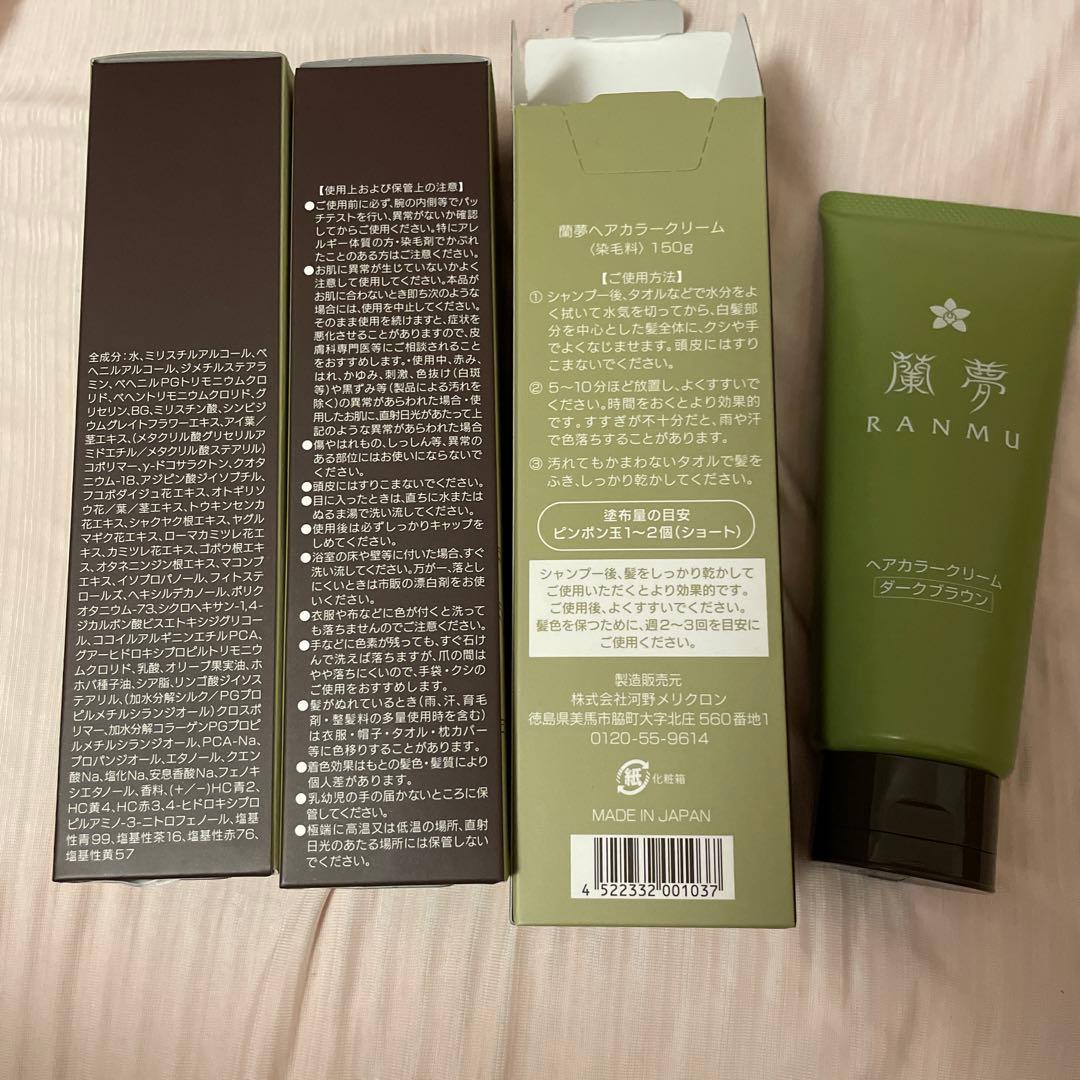 全成分:水、ミリスチルアルコール、ベ
ヘニルアルコール、ジメチルステアラ
ミン、ベヘニルPGトリモニウムクロ
リド、ベヘントリモニウムクロリド、グ
リセリン、BG、ミリスチン酸、シンビジ
ウムグレイトフラワーエキス、アイ葉/
茎エキス、(メタクリル酸グリセリルア
ミドエチル/メタクリル酸ステアリル)
コポリマー、γ-ドコサラクトン、クオタ
ニウム-18、アジピン酸ジイソプチル、
フユボダイジュ花エキス、オトギリソ
ウ花/葉/茎エキス、トウキンセンカ
花エキス、シャクヤク根エキス、ヤグル
マギク花エキス、ローマカミツレ花エ
キス、カミツレ花エキス、ゴボウ根エキ
ス、オタネニンジン根エキス、マコンブ
エキス、イソプロパノール、フィトステ
ロールズ、ヘキシルデカノール、ポリク
オタニウム-73、シクロヘキサン-1,4-
ジカルボン酸ビスエトキシジグリコー
ル、ココイルアルギニンエチルPCA、
グアーヒドロキシプロピルトリモニウ
ムクロリド、乳酸、オリーブ果実油、ホ
ホバ種子油、シア脂、リンゴ酸ジイソス
テアリル、(加水分解シルク/PGプロ
ピルメチルシランジオール)クロスポ
リマー、加水分解コラーゲンPGプロピ
ルメチルシランジオール、PCA-Na、
プロパンジオール、エタノール、クエン
酸Na、塩化Na、安息香酸Na、フェノキ
シエタノール、香料、(+/-)HC青2、
HC黄4、HC赤3、4-ヒドロキシプロ
ピルアミノ-3-ニトロフェノール、塩基
性青99、塩基性茶16、塩基性赤76、
塩基性黄57
【使用上および保管上の注意】
●ご使用前に必ず、腕の内側等でパッ
チテストを行い、異常がないか確認
してからご使用ください。特にアレ
ルギー体質の方・染毛剤でかぶれ
たことのある方はご注意ください。
●お肌に異常が生じていないかよく
注意して使用してください。本品が
お肌に合わないとき即ち次のような
場合には、使用を中止してください。
そのまま使用を続けますと、症状を
悪化させることがありますので、皮
膚科専門医等にご相談されること
をおすすめします。・使用中、赤み、
はれ、かゆみ、刺激、色抜け(白斑
等)や黒ずみ等(製品による汚れを
除く)の異常があらわれた場合・使
用したお肌に、直射日光があたって上
記のような異常があらわれた場合
●傷やはれもの、しっしん等、異常の
ある部位にはお使いにならないで
ください。
●頭皮にはすりこまないでください。
●目に入ったときは、直ちに水または
ぬるま湯で洗い流してください。
●使用後は必ずしっかりキャップを
しめてください。
●浴室の床や壁等に付いた場合、すぐ
洗い流してください。万が一、落とし
にくいときは市販の漂白剤をお使
いください。
●衣服や布などに色が付くと洗って
も落ちませんのでご注意ください。
●手などに色素が残っても、すぐ石け
んで洗えば落ちますが、爪の間はや
や落ちにくいので、手袋・クシのご
使用をおすすめします。
●髪がぬれているとき(雨、汗、育毛
剤・整髪料の多量使用時を含む)
は衣服・帽子・タオル・枕カバー
等に色移りすることがあります。
●着色効果はもとの髪色・髪質により
個人差があります。
●乳幼児の手の届かないところに保
管してください。
●極端に高温又は低温の場所、直射
日光のあたる場所には保管しない
でください。
蘭夢ヘアカラークリーム
〈染毛料〉150g
【ご使用方法】
① シャンプー後、タオルなどで水分をよ
く拭いて水気を切ってから、白髪部
分を中心とした髪全体に、クシや手
でよくなじませます。頭皮にはすり
こまないでください。
② 5〜10分ほど放置し、よくすすいで
ください。時間をおくとより効果的
です。すすぎが不十分だと、雨や汗
で色落ちすることがあります。
③ 汚れてもかまわないタオルで髪を
ふき、しっかり乾かしてください。
塗布量の目安
ピンポン玉1〜2個(ショート)
シャンプー後、髪をしっかり乾かして
ご使用いただくとより効果的です。
ご使用後、よくすすいでください。
髪色を保つために、週2〜3回を目安に
ご使用ください。
製造販売元
株式会社河野メリクロン
徳島県美馬市脇町大字北庄560番地1
0120-55-9614
紙 化粧箱
MADE IN JAPAN
4 522332 001037
蘭夢
RANMU
ヘアカラークリーム
ダークブラウン